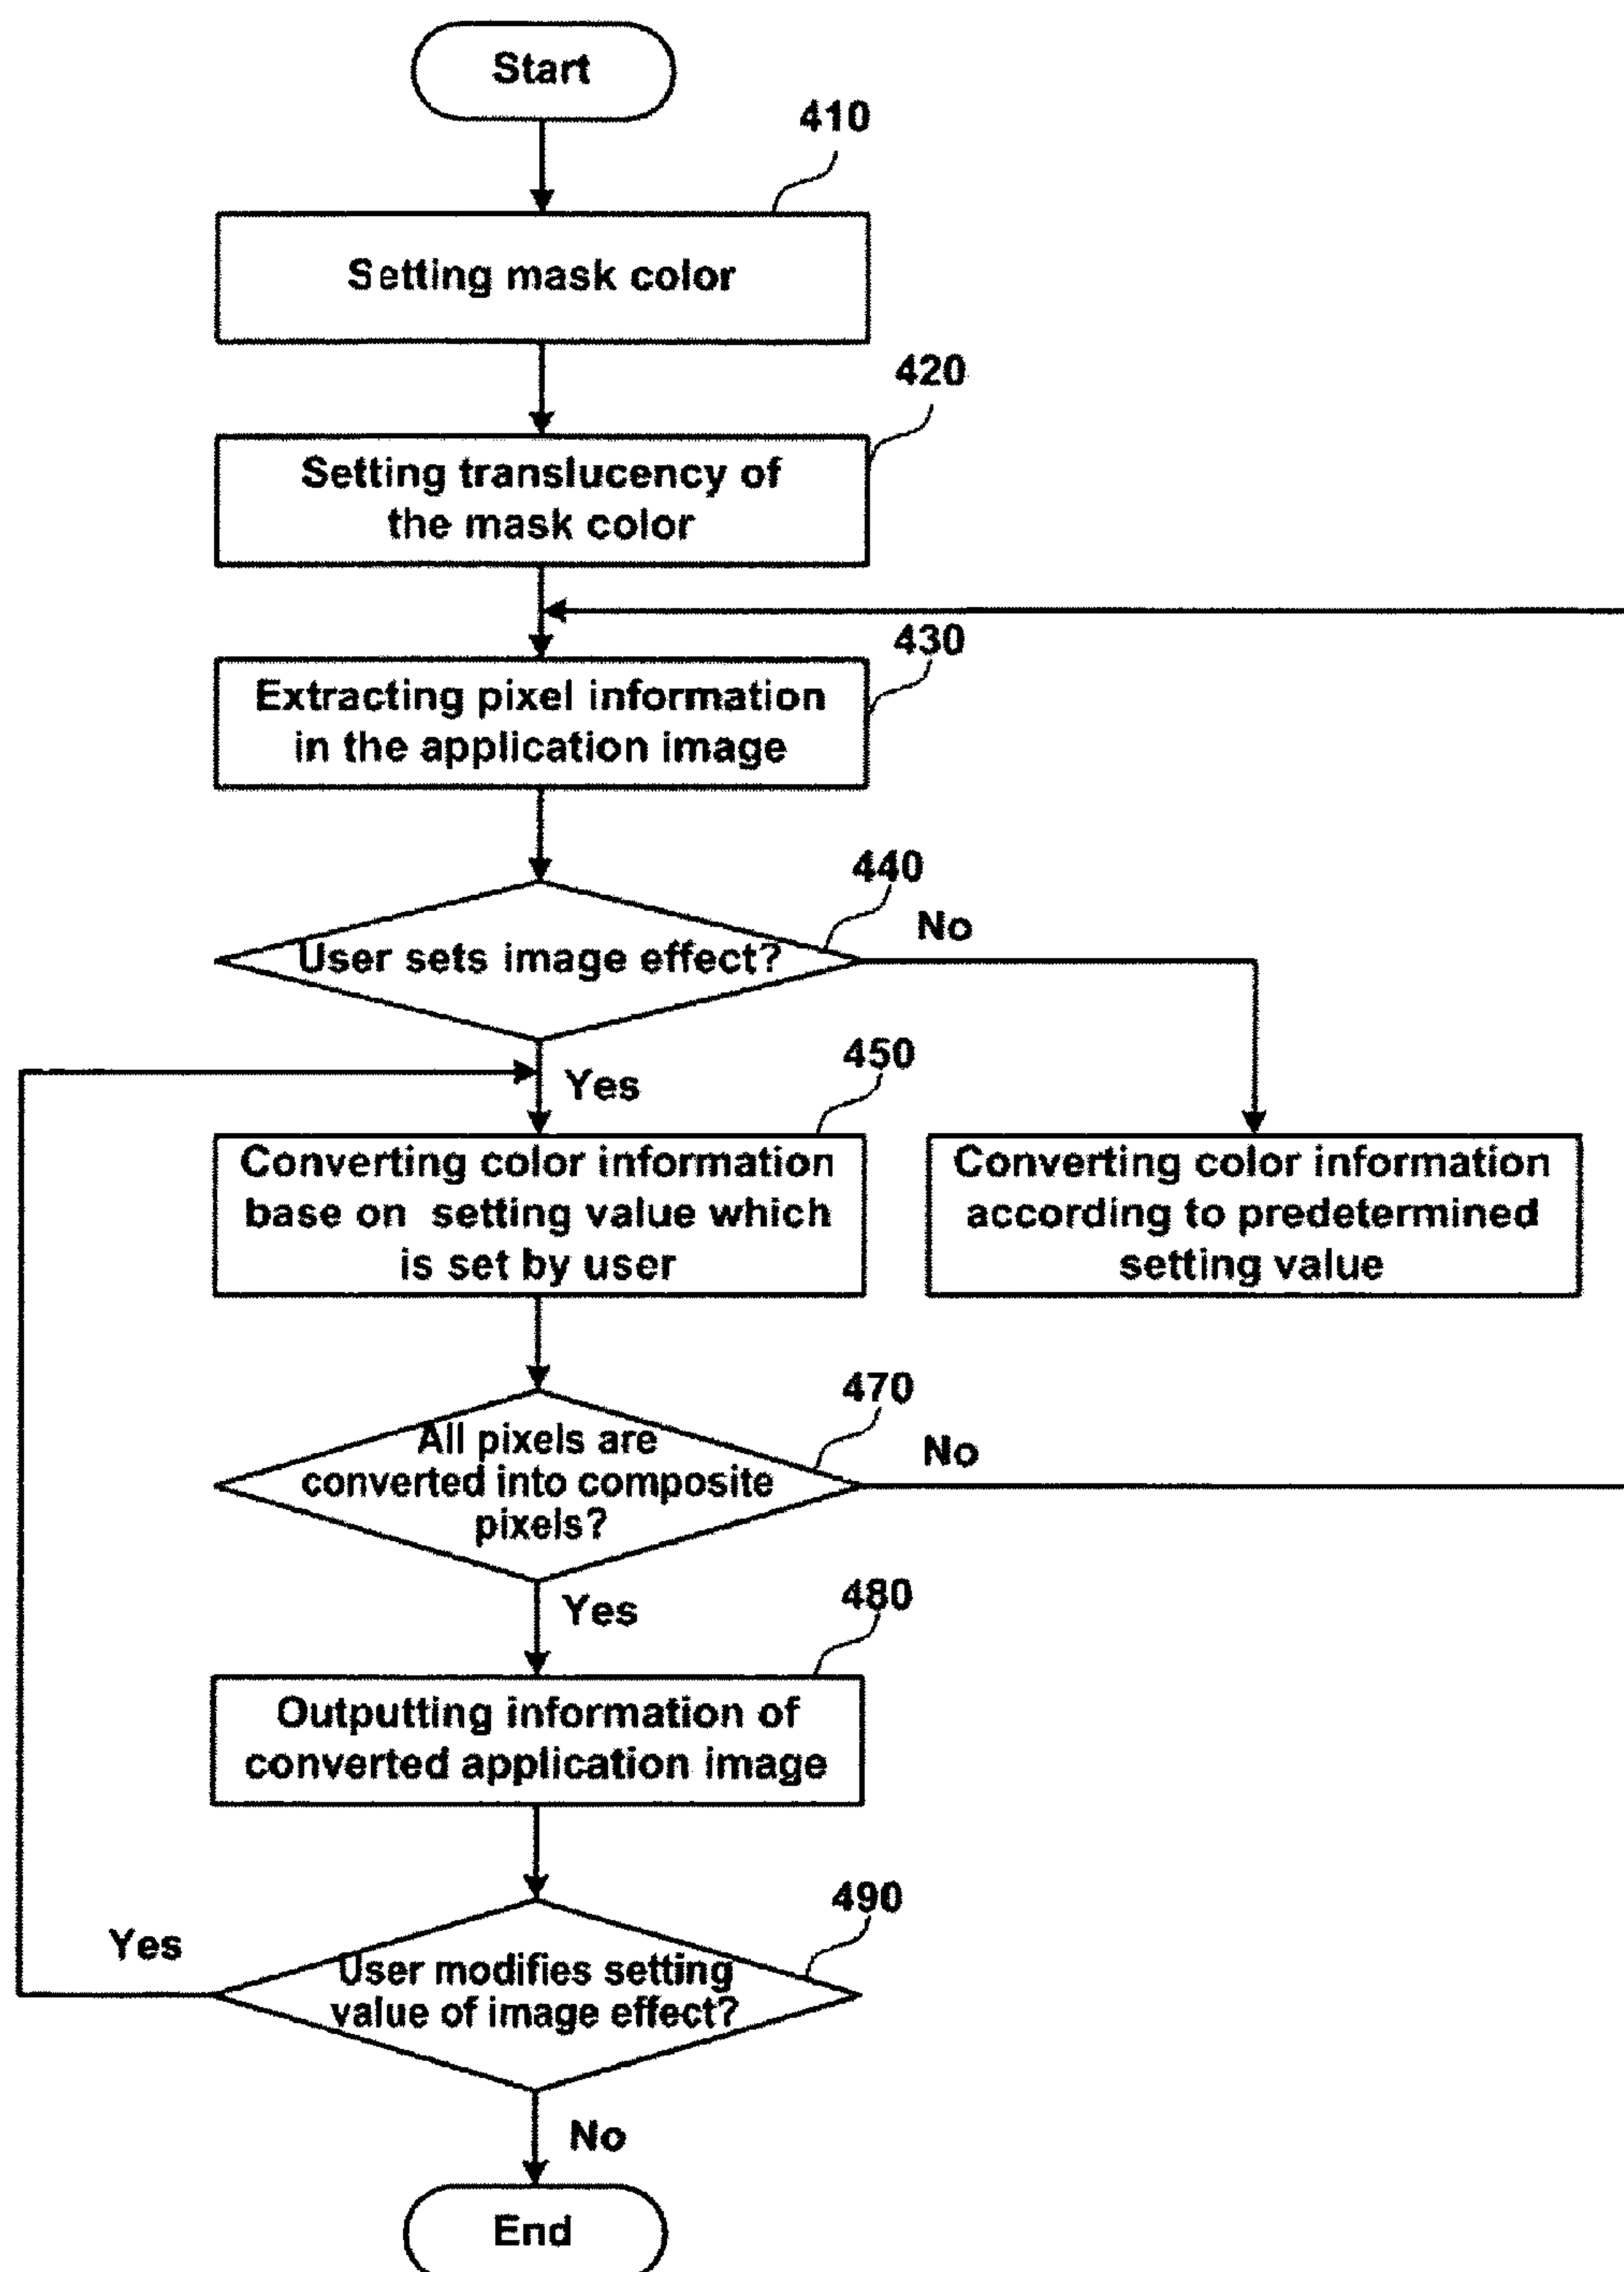 Start
410
Setting mask color
420
Setting translucency of
the mask color
430
Extracting pixel information
in the application image
440
No
User sets image effect?
450
Yes
Converting color information
base on setting value which
is set by user
Converting color information
according to predetermined
setting value
470
No
All pixels are
converted into composite
pixels?
480
Yes
Outputting information of
converted application image
490
Yes
User modifies setting
value of image effect?
No
End